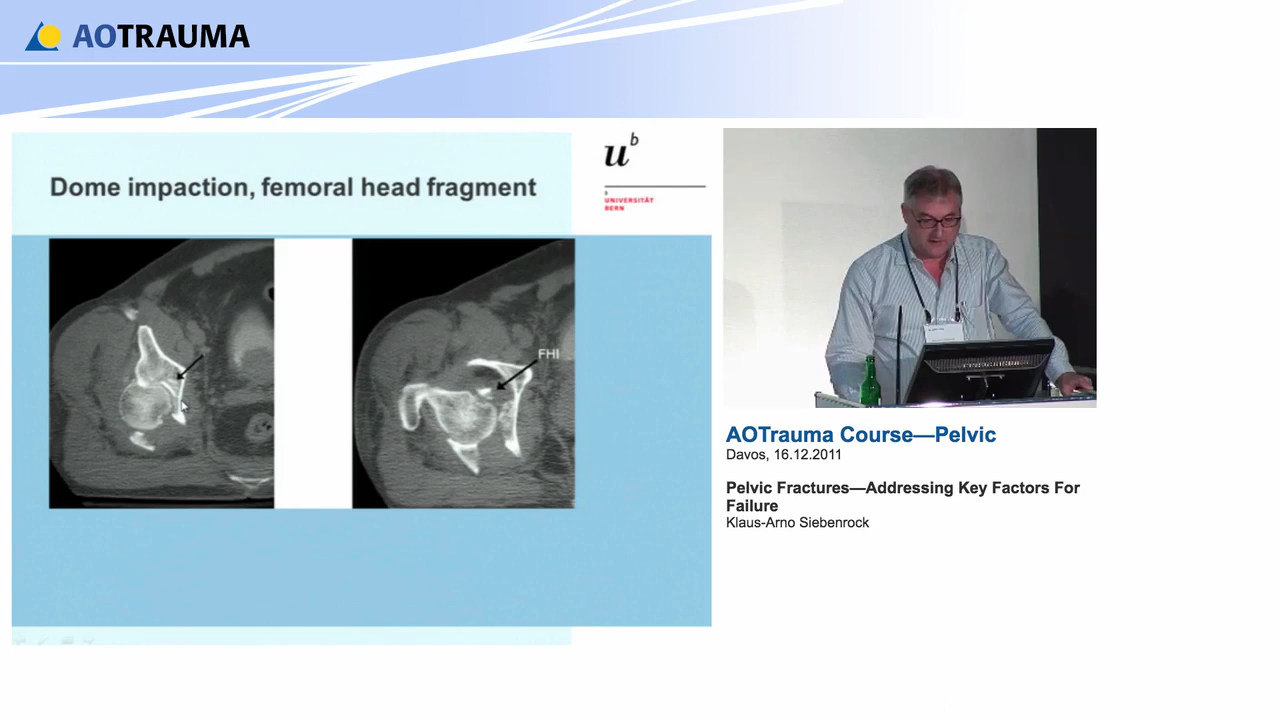 AOTRAUMA
Dome impaction, femoral head fragment
u b
b
UNIVERSITÄT
BERN
FHI
AOTrauma Course—Pelvic
Davos, 16.12.2011
Pelvic Fractures—Addressing Key Factors For
Failure
Klaus-Arno Siebenrock